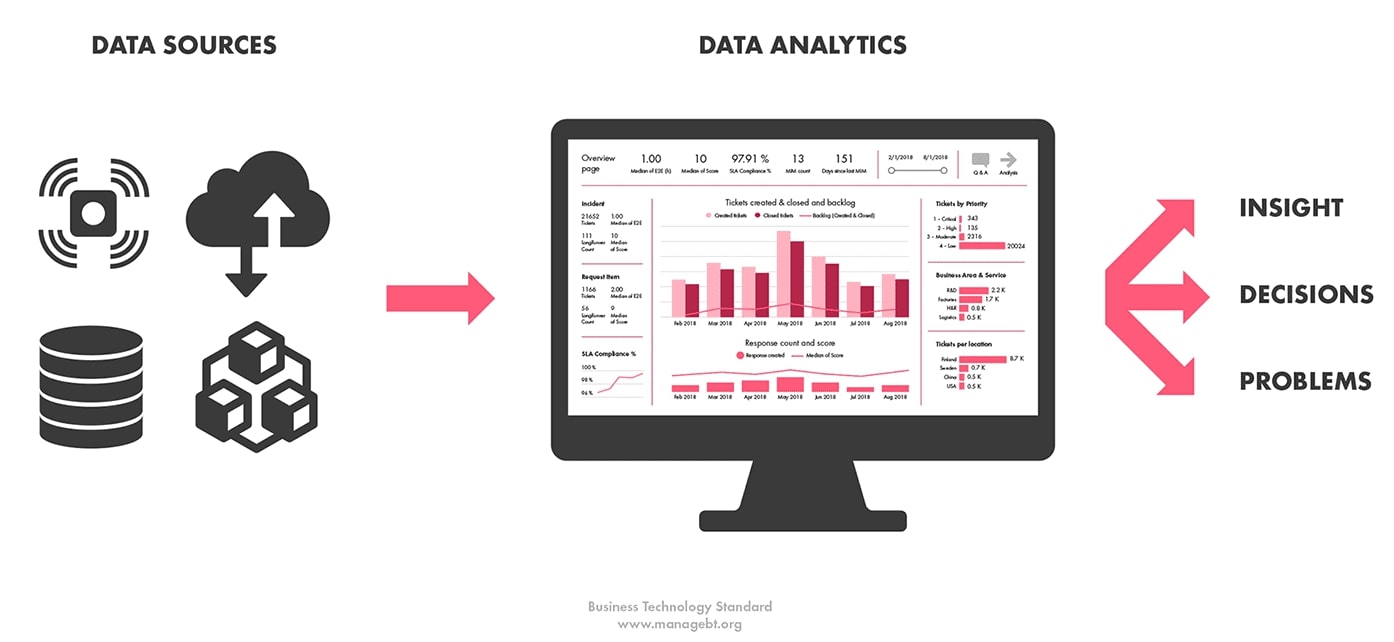 DATA SOURCES
DATA ANALYTICS
Overview
page
1.00
Median of E2E (h)
10
Median of Score
97.91 %
SLA Compliance %
13
MIM count
151
Days since last MIM
2/1/2018
8/1/2018
Q & A
Analysis
Incident
21652
Tickets
1.00
Median of E2E
111
Longrunner
Count
10
Median
of Score
Request Item
1166
Tickets
2.00
Median of E2E
56
Longrunner
Count
9
Median
of Score
SLA Compliance %
100 %
98 %
96 %
Tickets created & closed and backlog
Created tickets
Closed tickets
Backlog (Created & Closed)
Feb 2018
Mar 2018
Apr 2018
May 2018
Jun 2018
Jul 2018
Aug 2018
Response count and score
Response created
Median of Score
Feb 2018
Mar 2018
Apr 2018
May 2018
Jun 2018
Jul 2018
Aug 2018
Tickets by Priority
1 - Critical 343
2 - High 135
3 - Moderate 2316
4 - Low 20024
Business Area & Service
R&D 2.2 K
Factories 1.7 K
H&R 0.8 K
Logistics 0.5 K
Tickets per location
Finland 8.7 K
Sweden 0.7 K
China 0.5 K
USA 0.5 K
INSIGHT
DECISIONS
PROBLEMS
Business Technology Standard
www.managebt.org